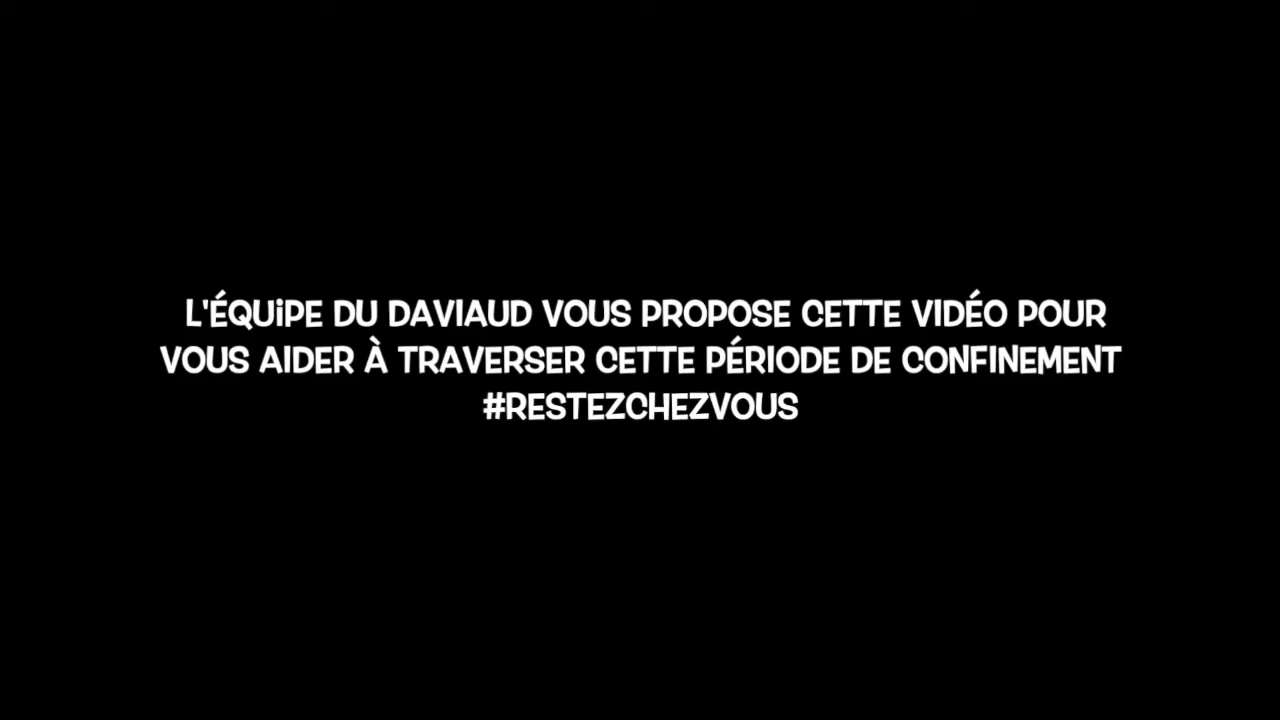 L'ÉQUiPE DU DAVIAUD VOUS PROPOSE CETTE VIDÉO POUR
VOUS AIDER À TRAVERSER CETTE PÉRIODE DE CONFINEMENT
#RESTEZCHEZVOUS